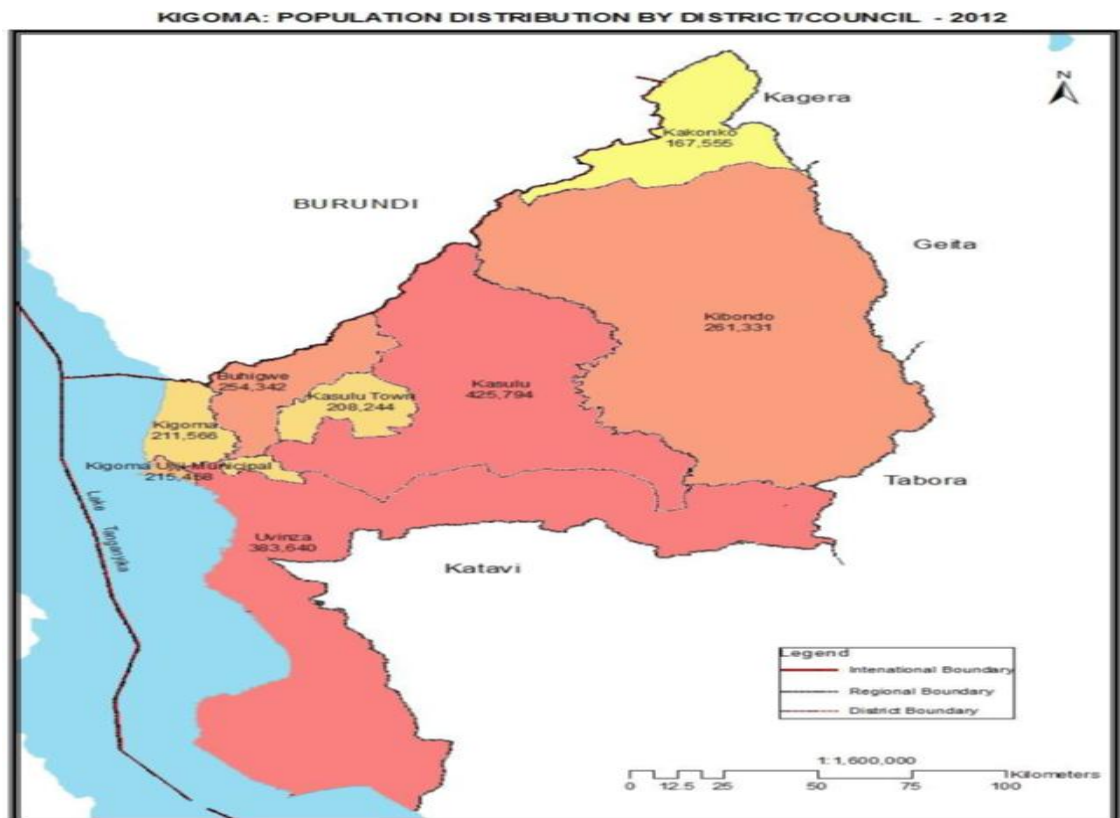 KIGOMA: POPULATION DISTRIBUTION BY DISTRICT/COUNCIL - 2012
N
Kagera
Kakonko
167,555
BURUNDI
Geita
Kibondo
261,331
Buhigwe
254,342
Kasulu
425,794
Kasulu Town
208,244
Kigoma
211,566
Kigoma Ujiji Municipal
215,458
Tabora
Lake Tanganyika
Uvinza
383,640
Katavi
Legend
Intenational Boundary
Regional Boundary
District Boundary
1:1,600,000
Kilometers
0 12.5 25 50 75 100